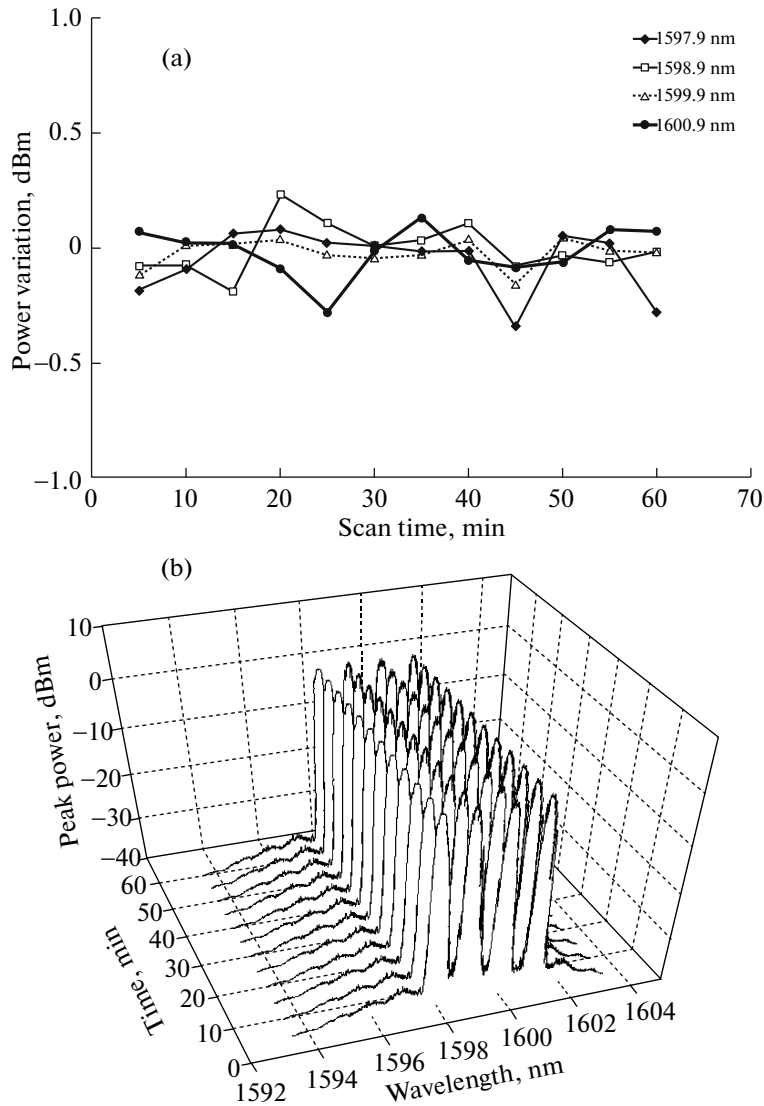 1.0
(a)
1597.9 nm
1598.9 nm
1599.9 nm
1600.9 nm
0.5
0
−0.5
−1.0
Power variation, dBm
0 10 20 30 40 50 60 70
Scan time, min
(b)
10
0
−10
−20
−30
−40
Peak power, dBm
60
50
40
30
20
10
0
Time, min
1592 1594 1596 1598 1600 1602 1604
Wavelength, nm